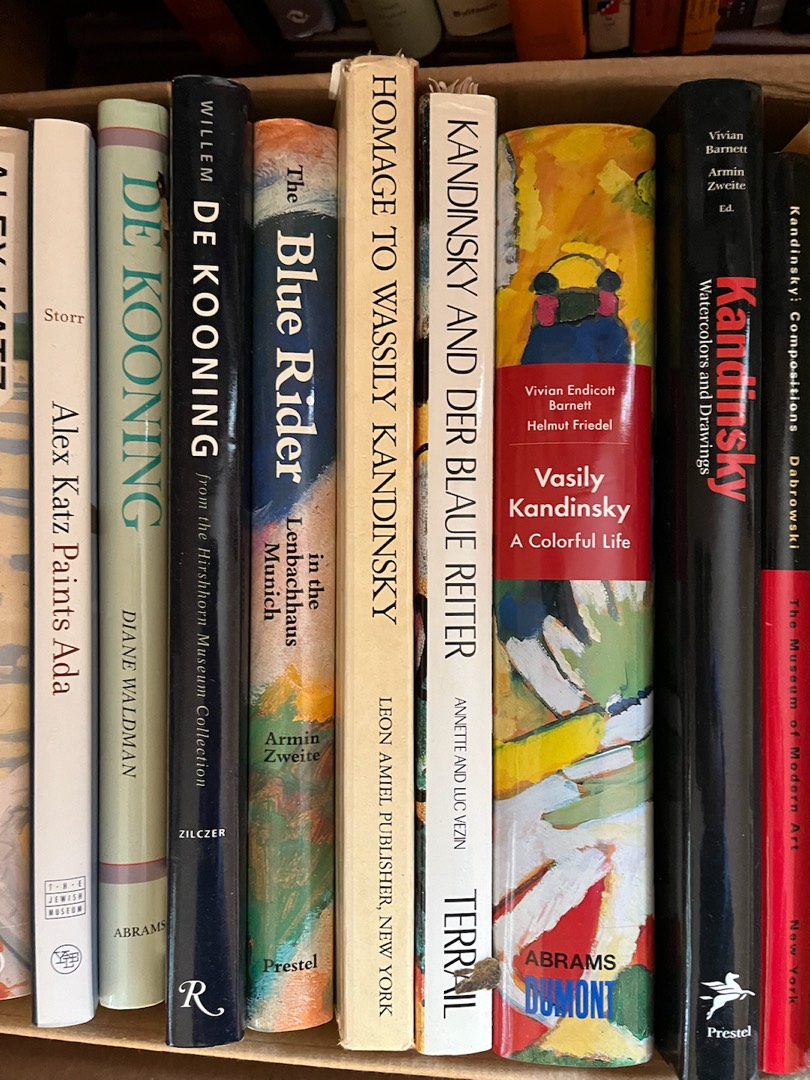 ALEX KATZ
Storr
Alex Katz Paints Ada
THE
JEWISH
MUSEUM
DE KOONING
DIANE WALDMAN
ABRAMS
WILLEM DE KOONING from the Hirshhorn Museum Collection
ZILCZER
R
The Blue Rider
in the
Lenbachhaus
Munich
Armin
Zweite
Prestel
HOMAGE TO WASSILY KANDINSKY
LEON AMIEL PUBLISHER, NEW YORK
KANDINSKY AND DER BLAUE REITER
ANNETTE AND LUC VEZIN
TERRAIL
Vivian Endicott
Barnett
Helmut Friedel
Vasily
Kandinsky
A Colorful Life
ABRAMS
DUMONT
Vivian
Barnett
Armin
Zweite
Ed.
Kandinsky
Watercolors and Drawings
Prestel
Kandinsky: Compositions Dabrowski The Museum of Modern Art New York